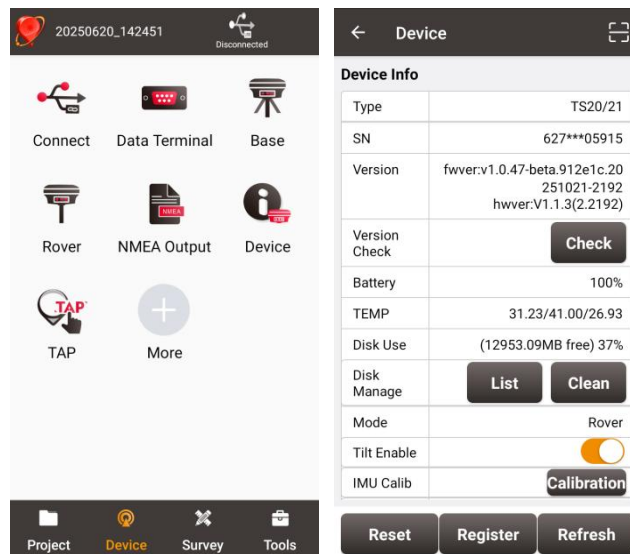 20250620_142451
Disconnected
Connect
Data Terminal
Base
NMEA
Rover
NMEA Output
Device
TAP
TAP
More
Project
Device
Survey
Tools
Device
Device Info
Type TS20/21
SN 627***05915
Version fwver:v1.0.47-beta.912e1c.20
251021-2192
hwver:V1.1.3(2.2192)
Version
Check Check
Battery 100%
TEMP 31.23/41.00/26.93
Disk Use (12953.09MB free) 37%
Disk
Manage List Clean
Mode Rover
Tilt Enable
IMU Calib Calibration
Reset Register Refresh